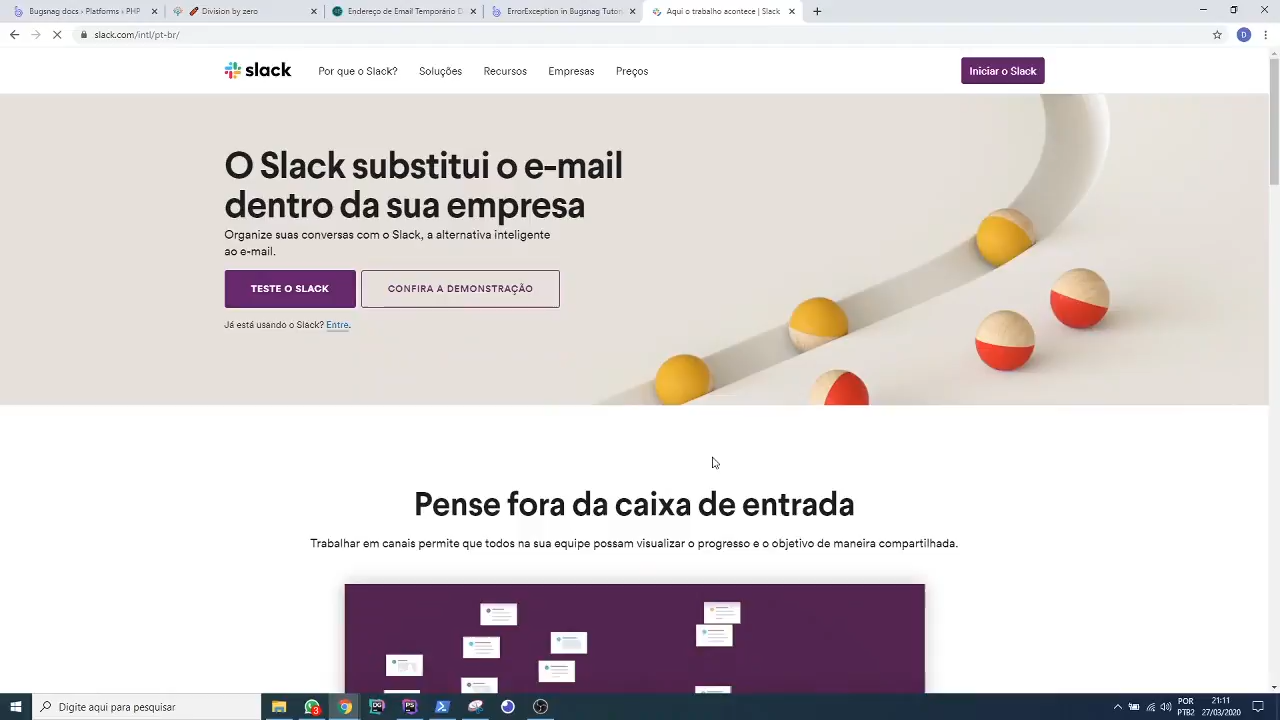 Bugsnag docs › Platforms › PHP
Division by zero
Endereço de Email Temporário D
ErrorException in Bugsnag Tutori
Aqui o trabalho acontece | Slack
slack.com/intl/pt-br/
D
slack
Por que o Slack?
Soluções
Recursos
Empresas
Preços
Iniciar o Slack
O Slack substitui o e-mail
dentro da sua empresa
Organize suas conversas com o Slack, a alternativa inteligente
ao e-mail.
TESTE O SLACK
CONFIRA A DEMONSTRAÇÃO
Já está usando o Slack? Entre.
Pense fora da caixa de entrada
Trabalhar em canais permite que todos na sua equipe possam visualizar o progresso e o objetivo de maneira compartilhada.
Digite aqui para pesquisar
3
PS
POR
PTB2
21:11
27/03/2020